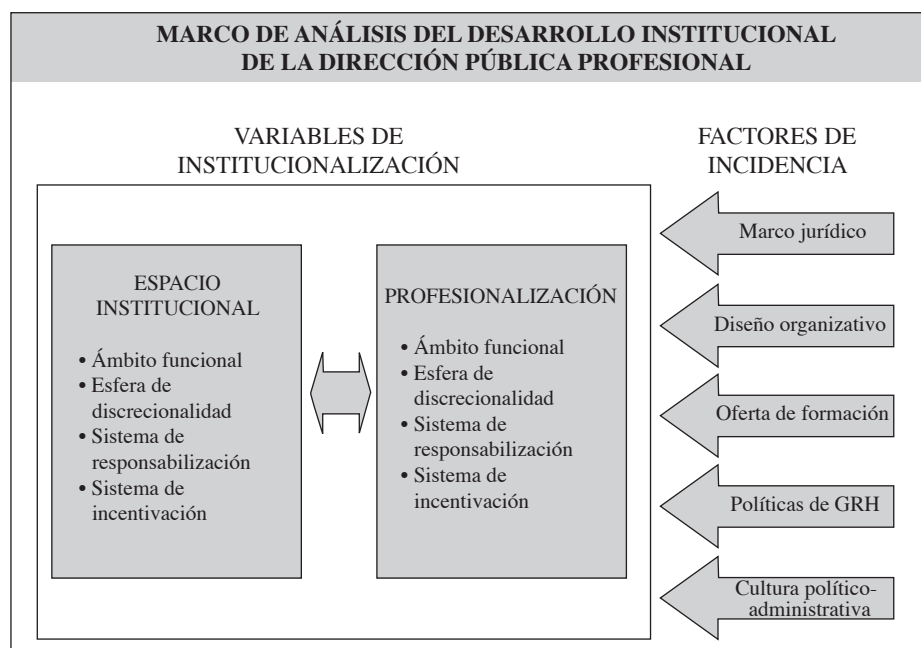 MARCO DE ANÁLISIS DEL DESARROLLO INSTITUCIONAL
DE LA DIRECCIÓN PÚBLICA PROFESIONAL
VARIABLES DE
INSTITUCIONALIZACIÓN
ESPACIO
INSTITUCIONAL
• Ámbito funcional
• Esfera de
discrecionalidad
• Sistema de
responsabilización
• Sistema de
incentivación
PROFESIONALIZACIÓN
• Ámbito funcional
• Esfera de
discrecionalidad
• Sistema de
responsabilización
• Sistema de
incentivación
FACTORES DE
INCIDENCIA
Marco jurídico
Diseño organizativo
Oferta de formación
Políticas de GRH
Cultura político-
administrativa